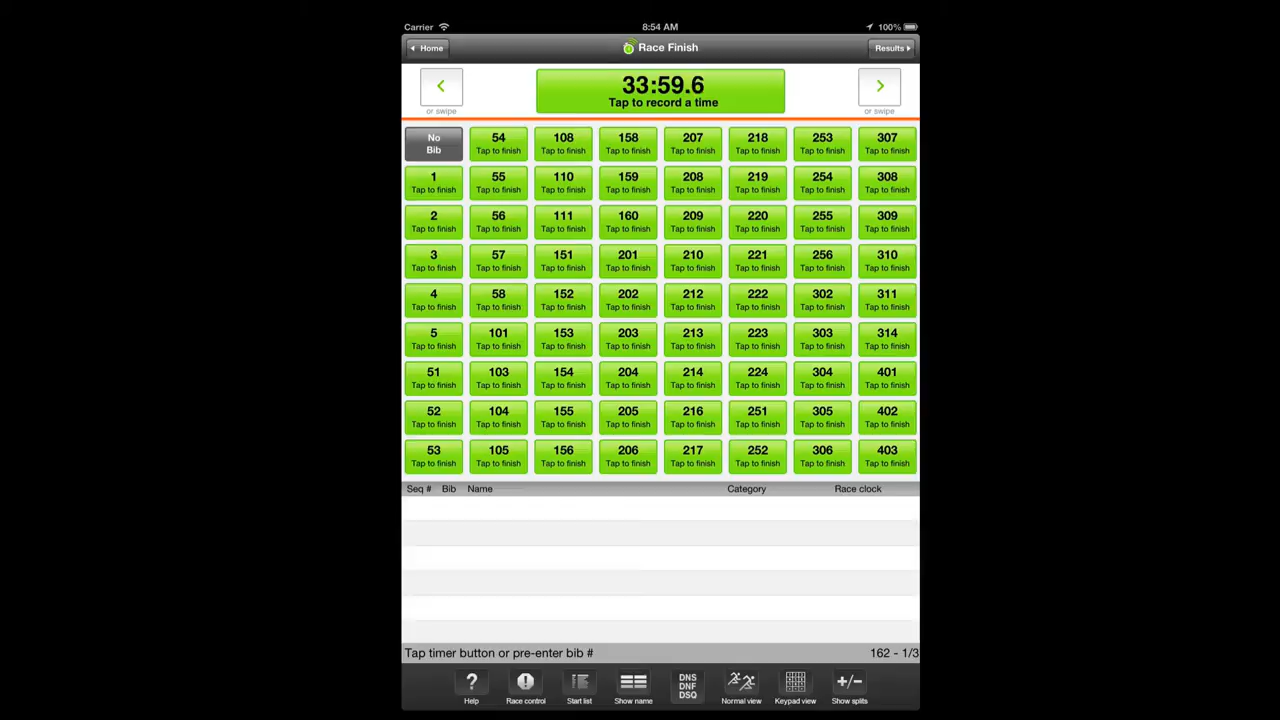 Carrier 8:54 AM 100%
Home Race Finish Results
< 33:59.6 >
Tap to record a time
or swipe or swipe
No Bib 54 108 158 207 218 253 307
Tap to finish Tap to finish Tap to finish Tap to finish Tap to finish Tap to finish Tap to finish
1 55 110 159 208 219 254 308
Tap to finish Tap to finish Tap to finish Tap to finish Tap to finish Tap to finish Tap to finish Tap to finish
2 56 111 160 209 220 255 309
Tap to finish Tap to finish Tap to finish Tap to finish Tap to finish Tap to finish Tap to finish Tap to finish
3 57 151 201 210 221 256 310
Tap to finish Tap to finish Tap to finish Tap to finish Tap to finish Tap to finish Tap to finish Tap to finish
4 58 152 202 212 222 302 311
Tap to finish Tap to finish Tap to finish Tap to finish Tap to finish Tap to finish Tap to finish Tap to finish
5 101 153 203 213 223 303 314
Tap to finish Tap to finish Tap to finish Tap to finish Tap to finish Tap to finish Tap to finish Tap to finish
51 103 154 204 214 224 304 401
Tap to finish Tap to finish Tap to finish Tap to finish Tap to finish Tap to finish Tap to finish Tap to finish
52 104 155 205 216 251 305 402
Tap to finish Tap to finish Tap to finish Tap to finish Tap to finish Tap to finish Tap to finish Tap to finish
53 105 156 206 217 252 306 403
Tap to finish Tap to finish Tap to finish Tap to finish Tap to finish Tap to finish Tap to finish Tap to finish
Seq # Bib Name Category Race clock
Tap timer button or pre-enter bib # 162 - 1/3
? ! DNS DNF DSQ +/-
Help Race control Start list Show name Normal view Keypad view Show splits